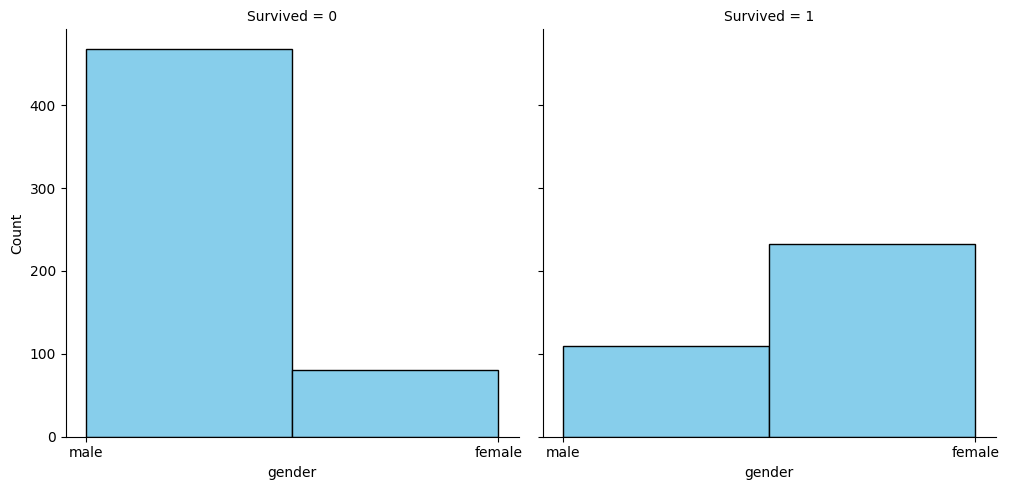 Survived = 0
Survived = 1
400
300
200
100
0
Count
male
female
male
female
gender
gender